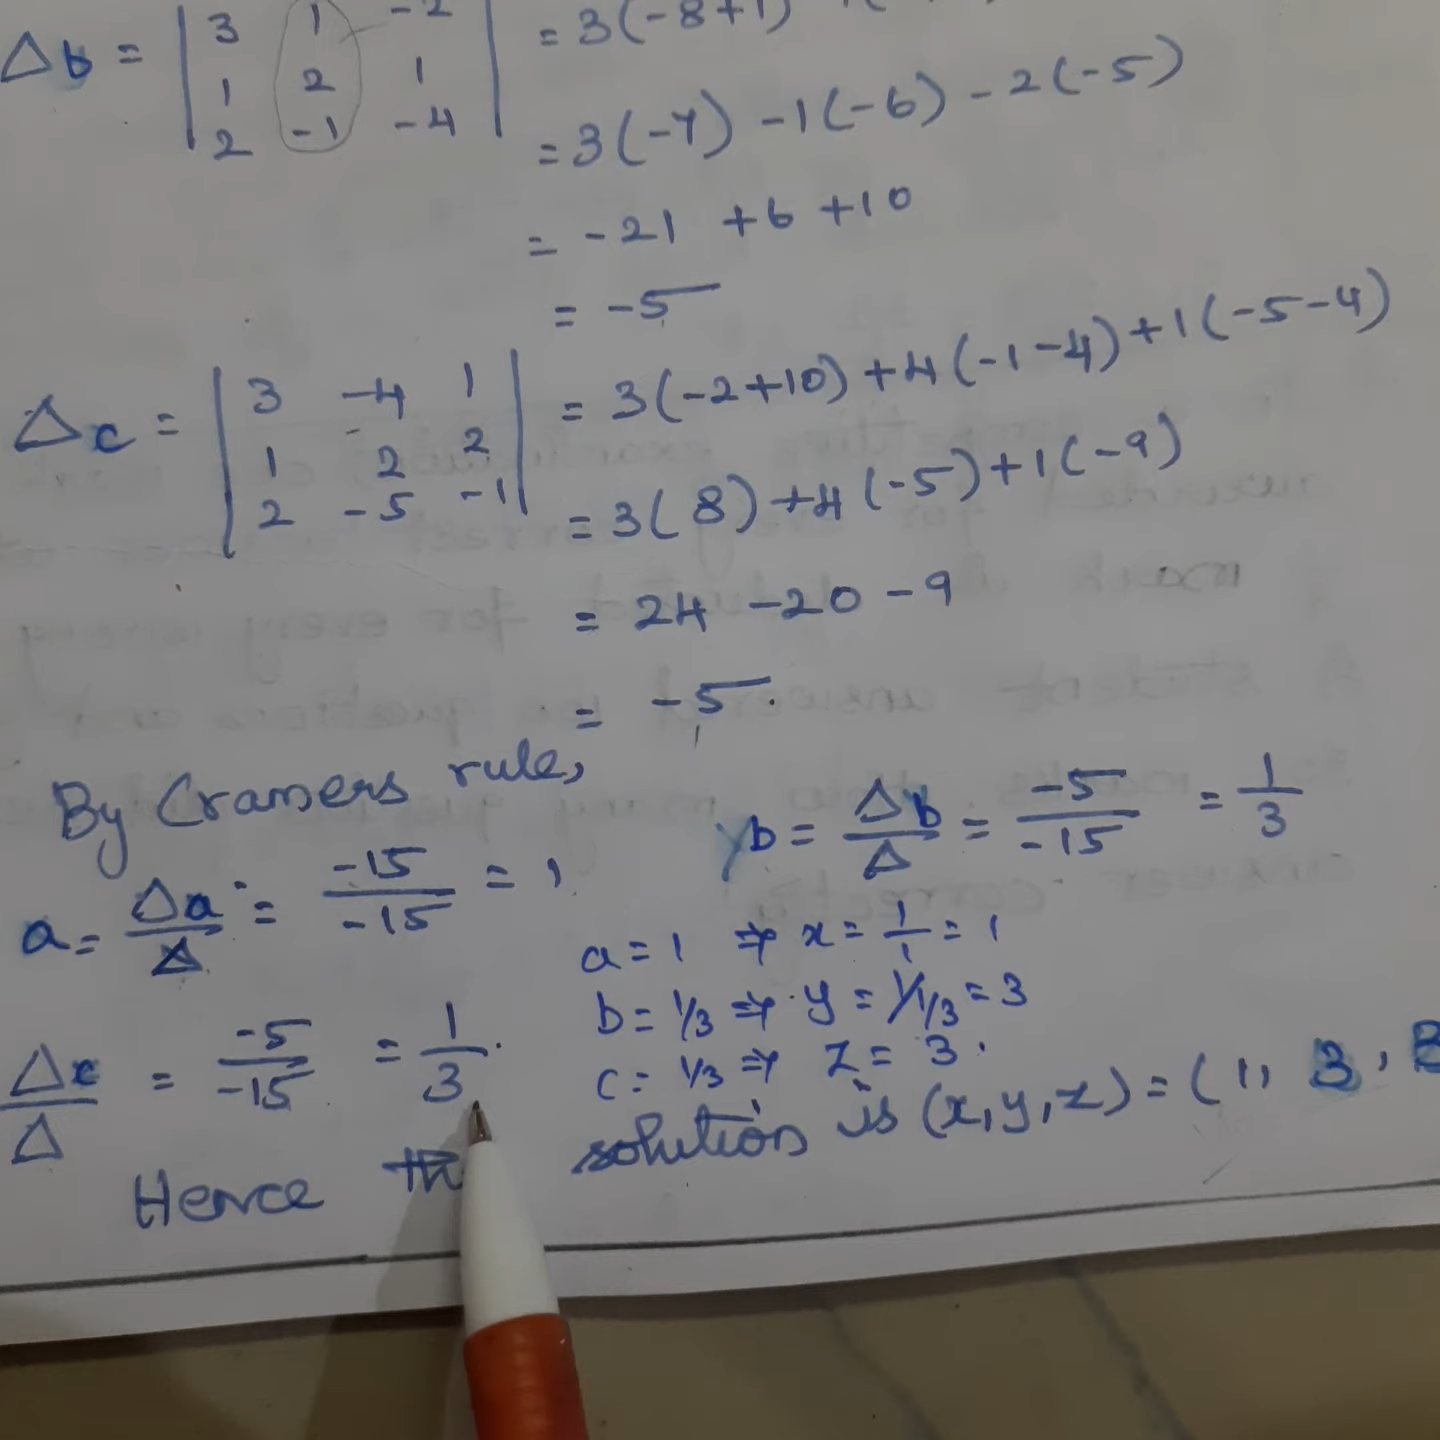 Δb = | 3 1 -2 | = 3(-8+1)
| 1 2 1 |
| 2 -1 -4 |
= 3(-7) -1(-6) -2(-5)
= -21 +6 +10
= -5
Δc = | 3 -4 1 | = 3(-2+10) +4(-1-4) +1(-5-4)
| 1 2 2 |
| 2 -5 -1 |
= 3(8) +4(-5) +1(-9)
= 24 -20 -9
= -5.
By Cramers rule,
a = Δa/Δ = -15/-15 = 1
b = Δb/Δ = -5/-15 = 1/3
Δc/Δ = -5/-15 = 1/3.
a = 1 ⇒ x = 1/1 = 1
b = 1/3 ⇒ y = 1/1/3 = 3
c = 1/3 ⇒ z = 3.
Hence solution is (x, y, z) = (1, 3, 3